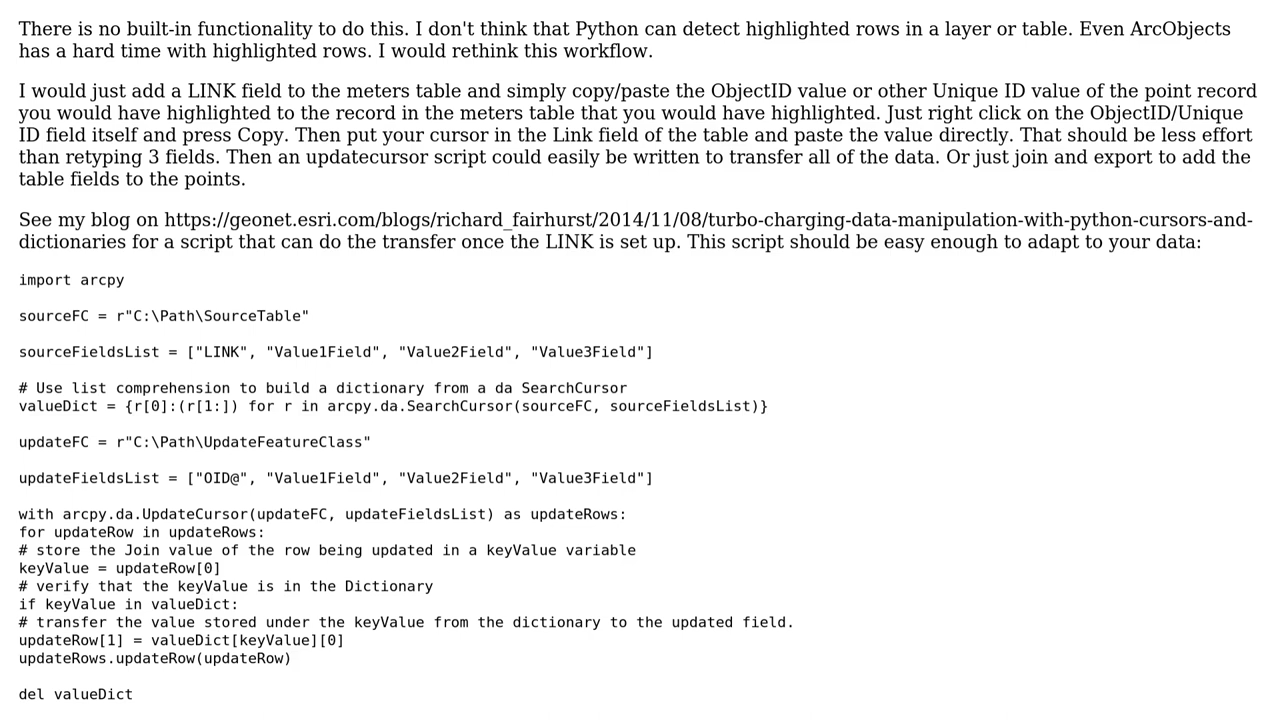 There is no built-in functionality to do this. I don't think that Python can detect highlighted rows in a layer or table. Even ArcObjects
has a hard time with highlighted rows. I would rethink this workflow.
I would just add a LINK field to the meters table and simply copy/paste the ObjectID value or other Unique ID value of the point record
you would have highlighted to the record in the meters table that you would have highlighted. Just right click on the ObjectID/Unique
ID field itself and press Copy. Then put your cursor in the Link field of the table and paste the value directly. That should be less effort
than retyping 3 fields. Then an updatecursor script could easily be written to transfer all of the data. Or just join and export to add the
table fields to the points.
See my blog on https://geonet.esri.com/blogs/richard_fairhurst/2014/11/08/turbo-charging-data-manipulation-with-python-cursors-and-
dictionaries for a script that can do the transfer once the LINK is set up. This script should be easy enough to adapt to your data:
import arcpy
sourceFC = r"C:\Path\SourceTable"
sourceFieldsList = ["LINK", "Value1Field", "Value2Field", "Value3Field"]
# Use list comprehension to build a dictionary from a da SearchCursor
valueDict = {r[0]:(r[1:]) for r in arcpy.da.SearchCursor(sourceFC, sourceFieldsList)}
updateFC = r"C:\Path\UpdateFeatureClass"
updateFieldsList = ["OID@", "Value1Field", "Value2Field", "Value3Field"]
with arcpy.da.UpdateCursor(updateFC, updateFieldsList) as updateRows:
for updateRow in updateRows:
# store the Join value of the row being updated in a keyValue variable
keyValue = updateRow[0]
# verify that the keyValue is in the Dictionary
if keyValue in valueDict:
# transfer the value stored under the keyValue from the dictionary to the updated field.
updateRow[1] = valueDict[keyValue][0]
updateRows.updateRow(updateRow)
del valueDict